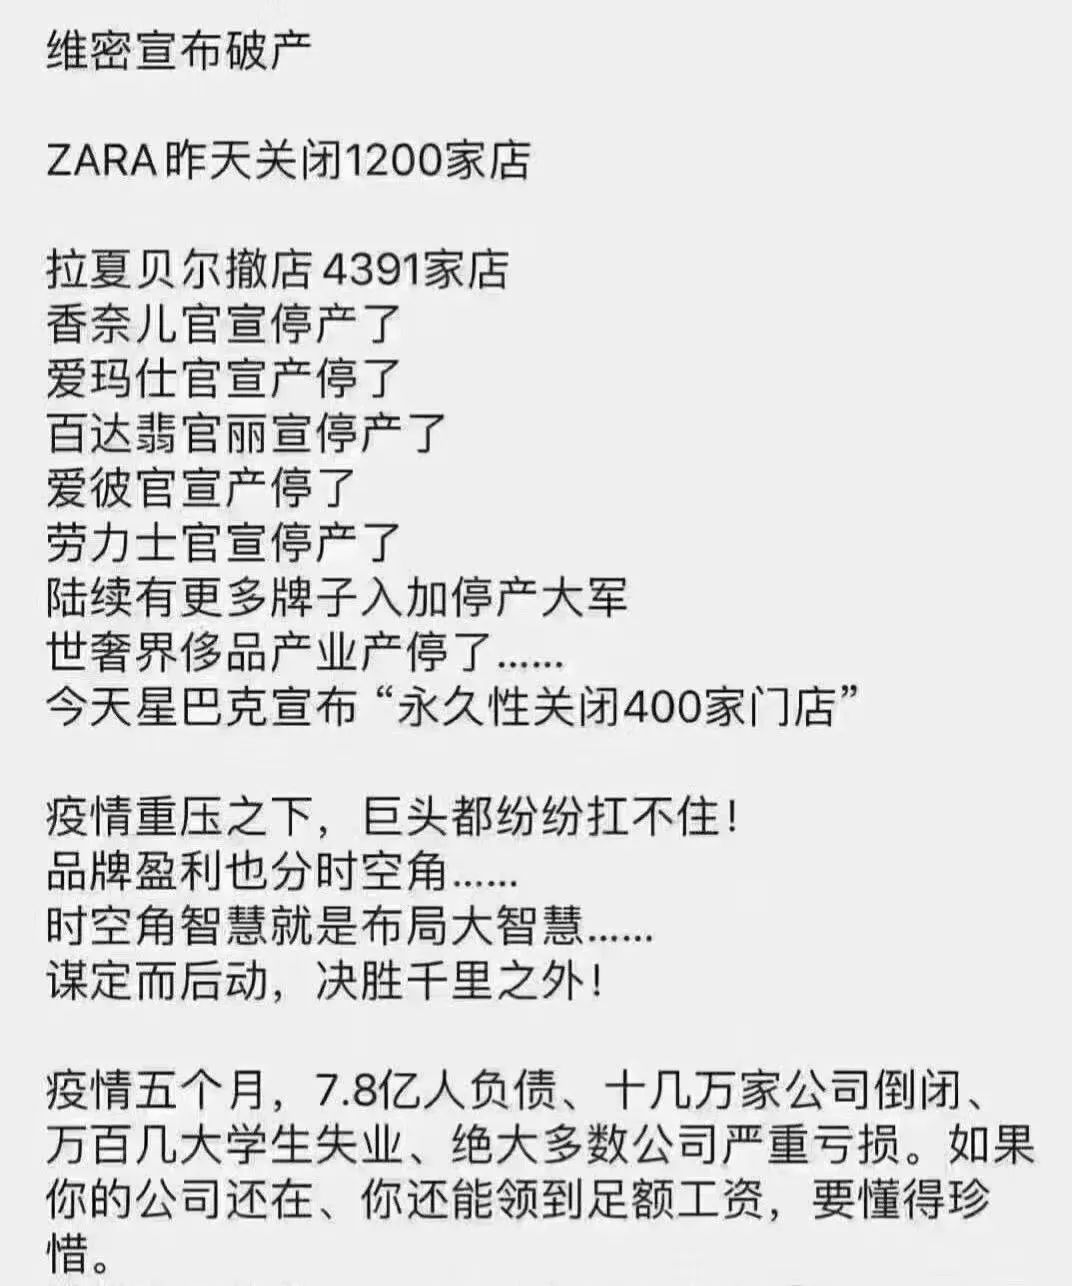 维密宣布破产
ZARA昨天关闭1200家店
拉夏贝尔撤店4391家店
香奈儿官宣停产了
爱玛仕官宣产停了
百达翡官丽宣停产了
爱彼官宣产停了
劳力士官宣停产了
陆续有更多牌子入加停产大军
世奢界侈品产业产停了……
今天星巴克宣布“永久性关闭400家门店”
疫情重压之下，巨头都纷纷扛不住！
品牌盈利也分时空角……
时空角智慧就是布局大智慧……
谋定而后动，决胜千里之外！
疫情五个月，7.8亿人负债、十几万家公司倒闭、
万百几大学生失业、绝大多数公司严重亏损。如果
你的公司还在、你还能领到足额工资，要懂得珍
惜。